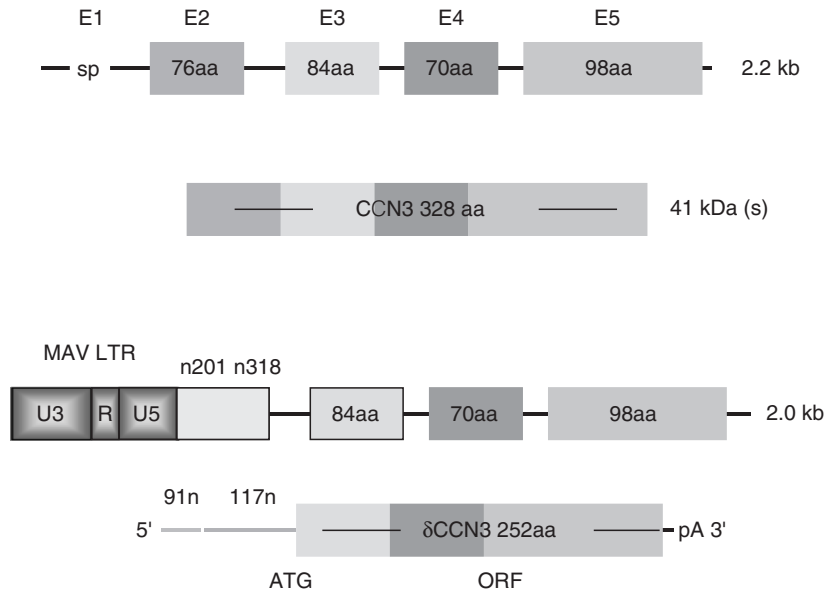 E1 E2 E3 E4 E5
sp 76aa 84aa 70aa 98aa 2.2 kb
CCN3 328 aa 41 kDa (s)
MAV LTR
n201 n318
U3 R U5 84aa 70aa 98aa 2.0 kb
91n 117n
5' δCCN3 252aa pA 3'
ATG ORF